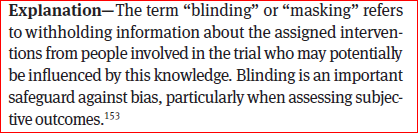 Explanation—The term “blinding” or “masking” refers
to withholding information about the assigned interven-
tions from people involved in the trial who may potentially
be influenced by this knowledge. Blinding is an important
safeguard against bias, particularly when assessing subjec-
tive outcomes.153